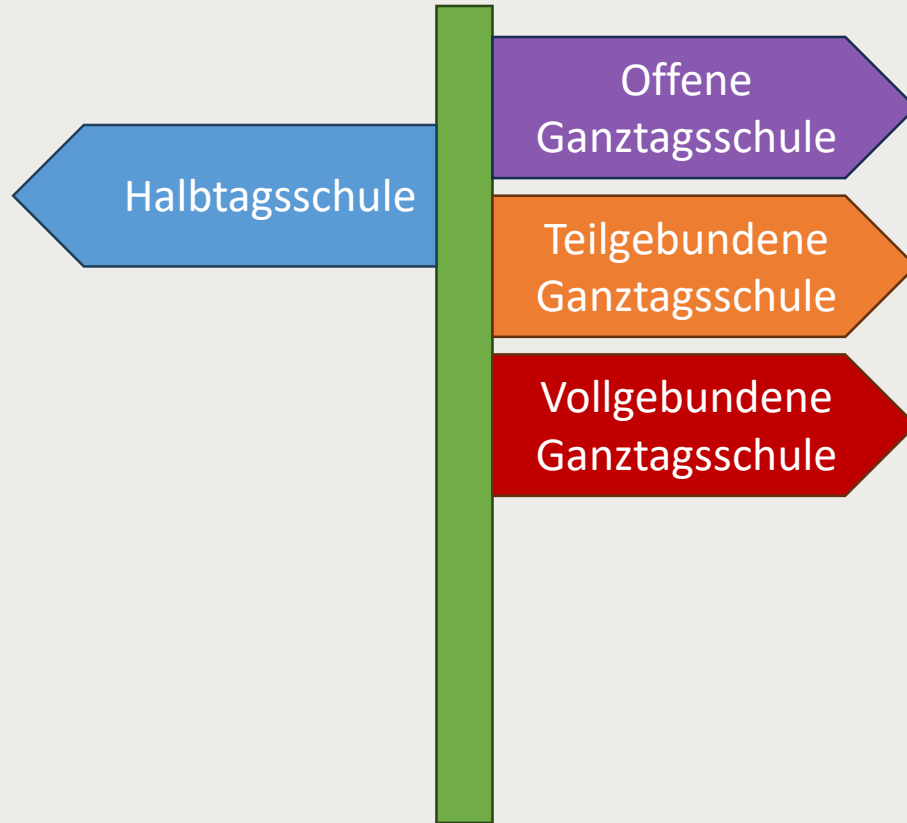 Halbtagsschule
Offene
Ganztagsschule
Teilgebundene
Ganztagsschule
Vollgebundene
Ganztagsschule